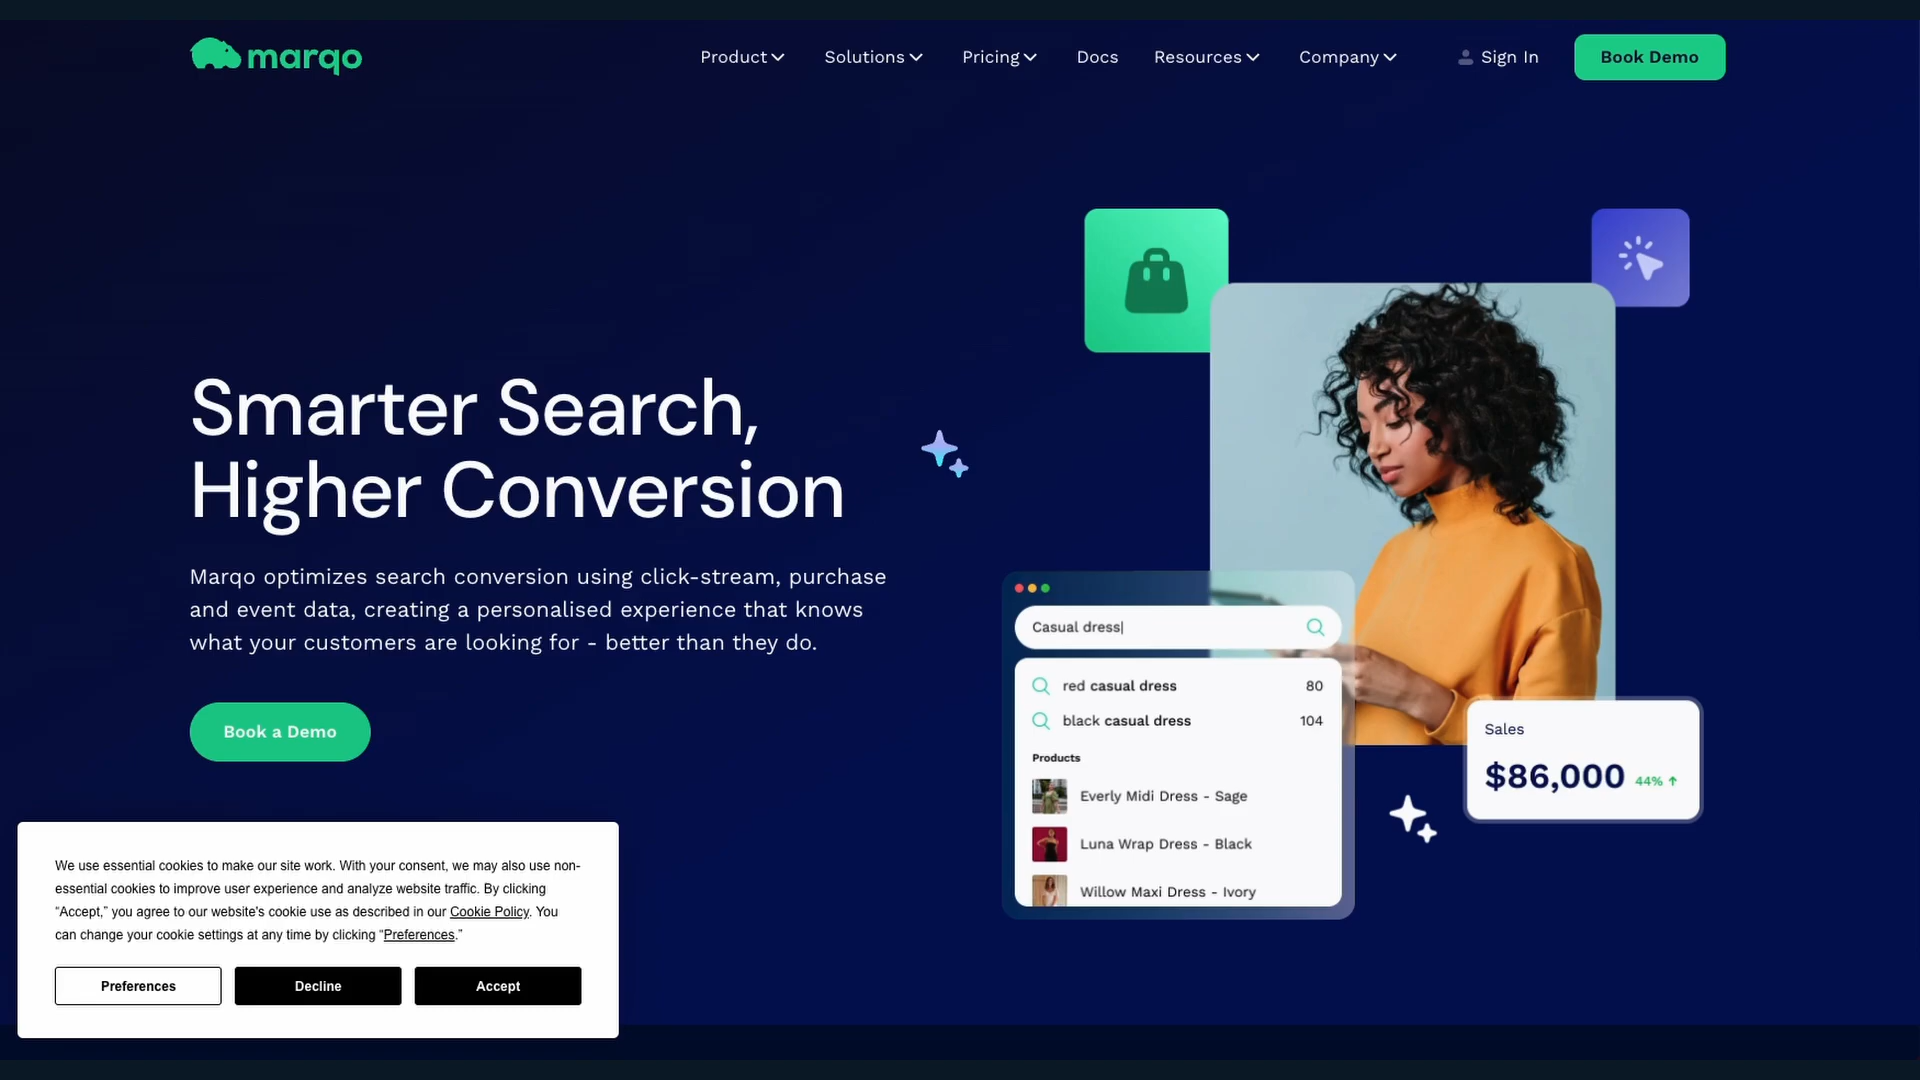 marqo
Product
Solutions
Pricing
Docs
Resources
Company
Sign In
Book Demo
Smarter Search,
Higher Conversion
Marqo optimizes search conversion using click-stream, purchase
and event data, creating a personalised experience that knows
what your customers are looking for - better than they do.
Book a Demo
Casual dress
red casual dress 80
black casual dress 104
Products
Everly Midi Dress - Sage
Luna Wrap Dress - Black
Willow Maxi Dress - Ivory
Sales
$86,000 44%
We use essential cookies to make our site work. With your consent, we may also use non-
essential cookies to improve user experience and analyze website traffic. By clicking
“Accept,” you agree to our website's cookie use as described in our Cookie Policy. You
can change your cookie settings at any time by clicking “Preferences.”
Preferences
Decline
Accept